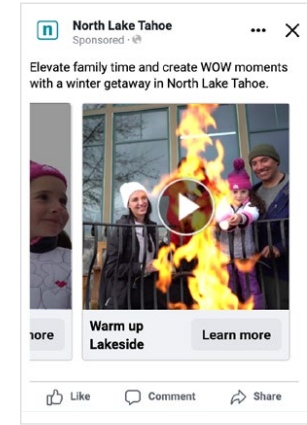 North Lake Tahoe
Sponsored ·
Elevate family time and create WOW moments
with a winter getaway in North Lake Tahoe.
nore
Warm up
Lakeside
Learn more
Like
Comment
Share